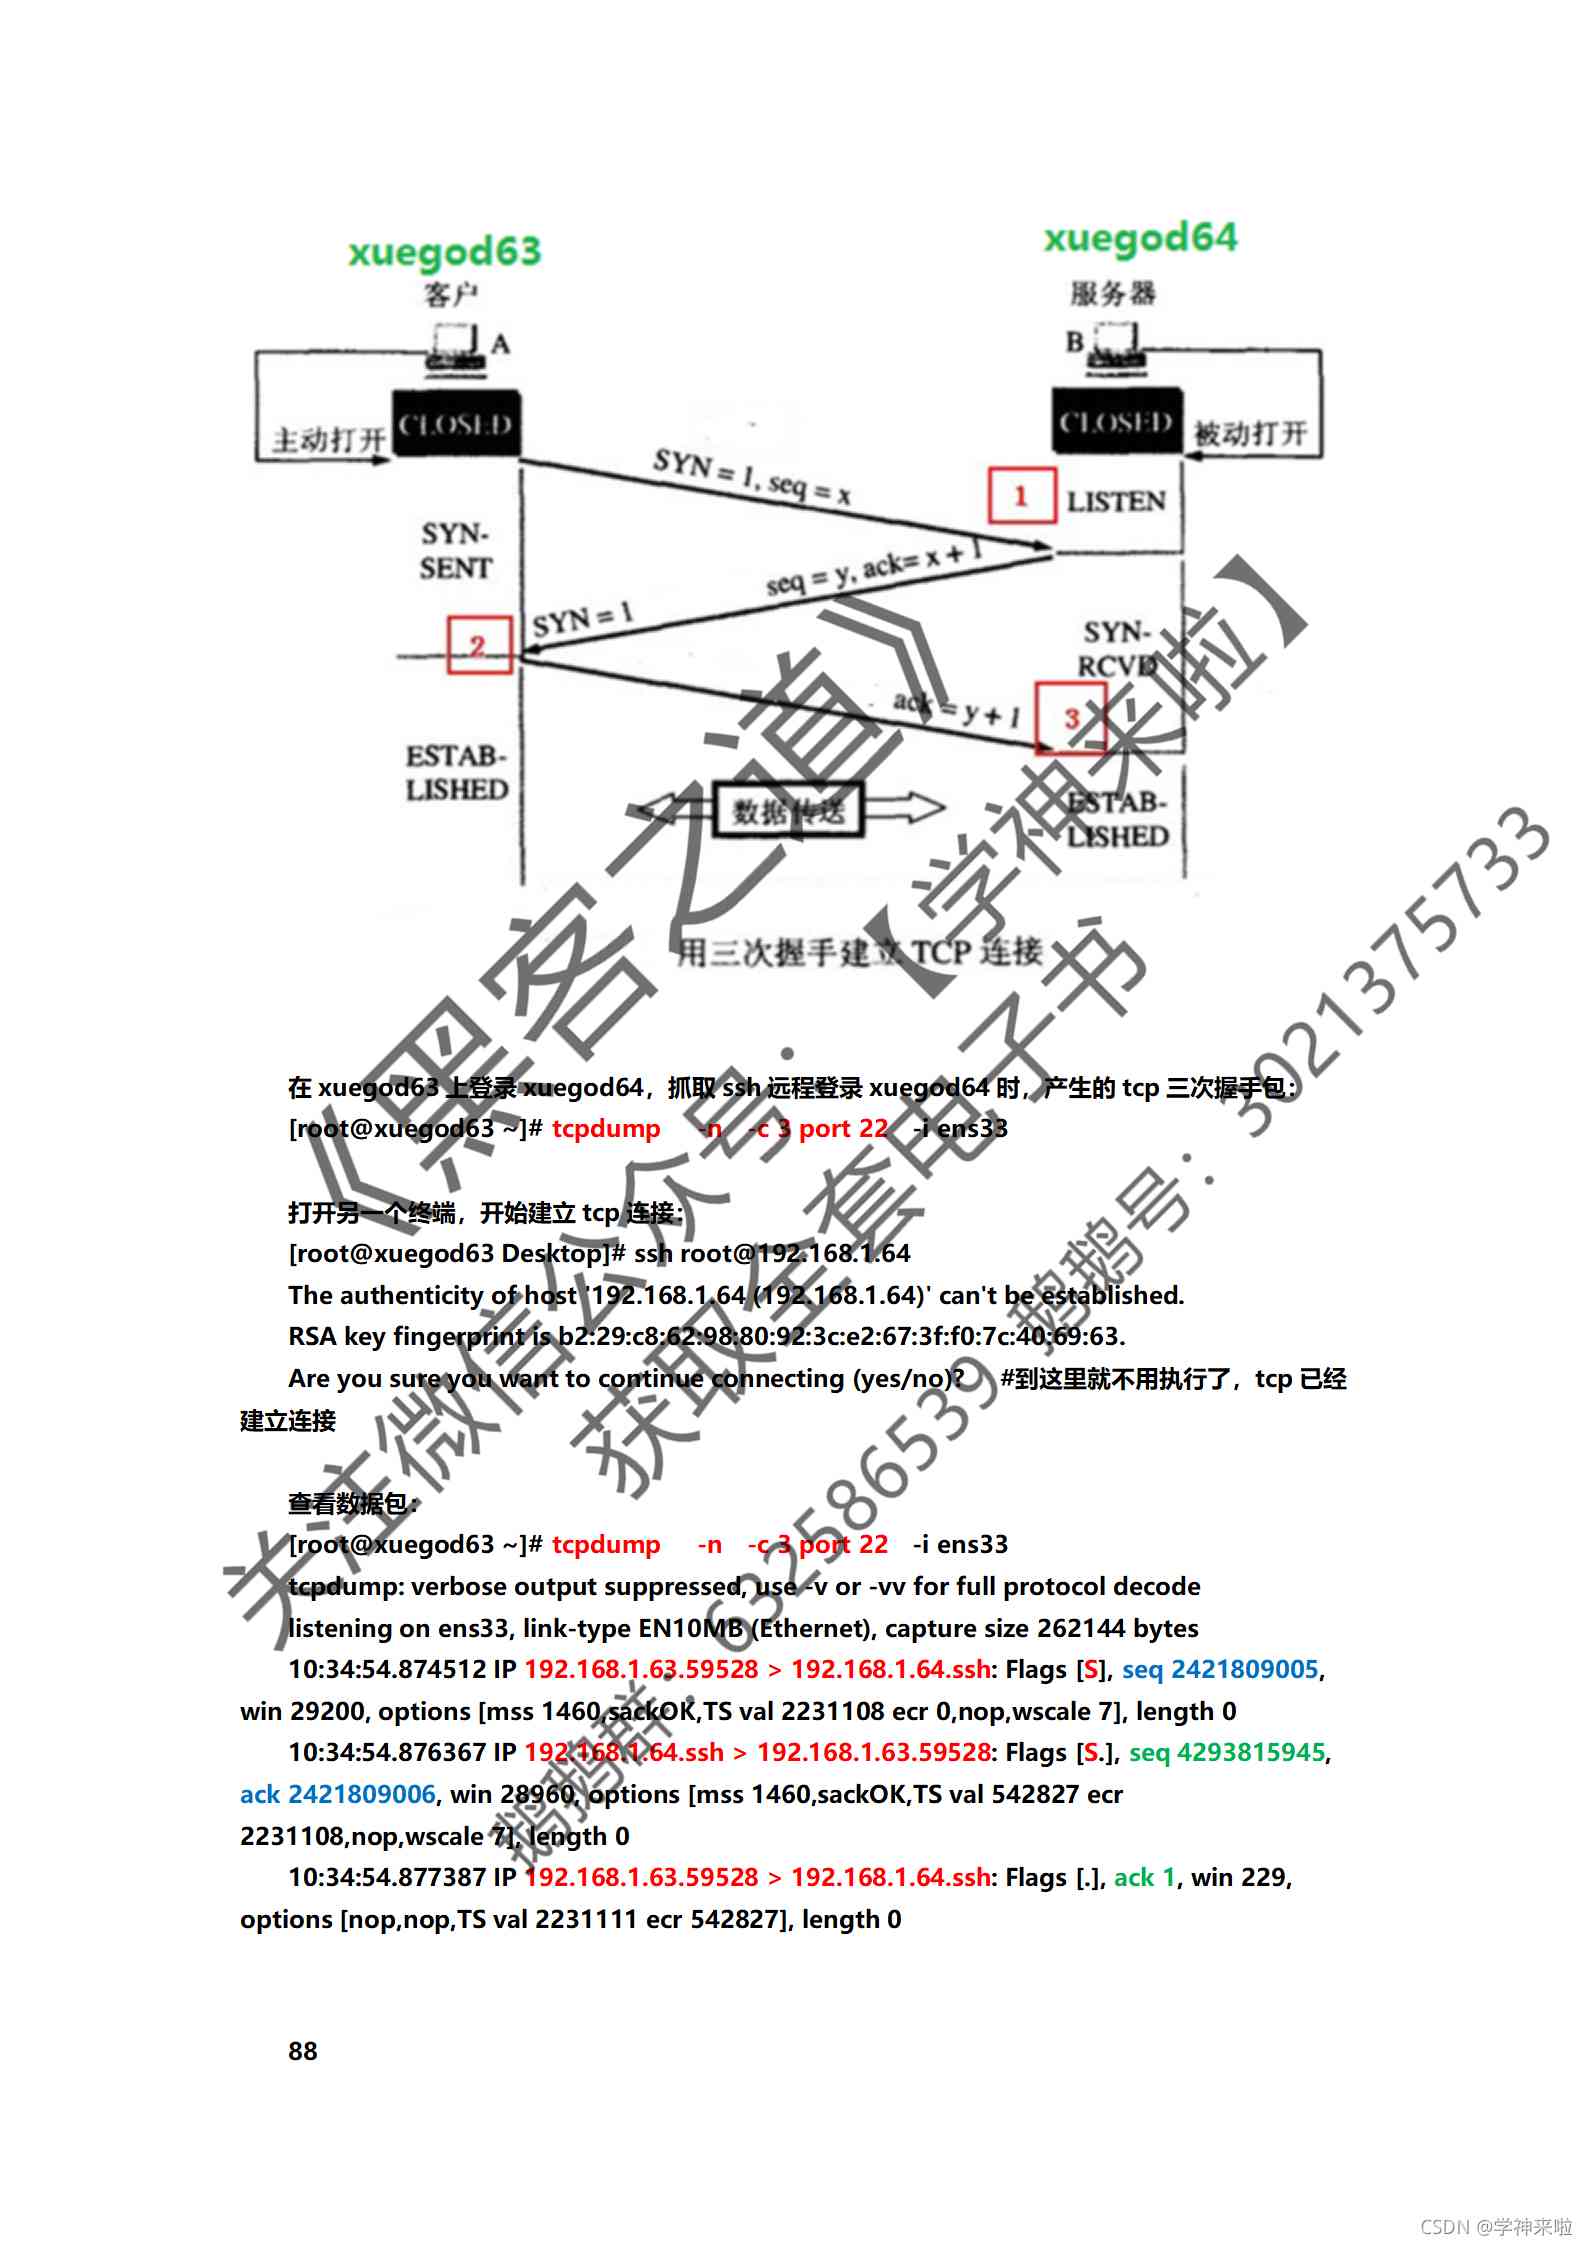 xuegod63
xuegod64
客户
服务器
A
B
CLOSED
CLOSED
主动打开
被动打开
SYN = 1, seq = x
1
LISTEN
SYN-
SENT
seq = y, ack= x + 1
SYN = 1
2
SYN-
RCVD
ack = y + 1
3
ESTAB-
LISHED
数据传送
ESTAB-
LISHED
用三次握手建立 TCP 连接
在 xuegod63 上登录 xuegod64，抓取 ssh 远程登录 xuegod64 时，产生的 tcp 三次握手包：
[root@xuegod63 ~]# tcpdump -n -c 3 port 22 -i ens33
打开另一个终端，开始建立 tcp 连接：
[root@xuegod63 Desktop]# ssh root@192.168.1.64
The authenticity of host '192.168.1.64 (192.168.1.64)' can't be established.
RSA key fingerprint is b2:29:c8:62:98:80:92:3c:e2:67:3f:f0:7c:40:69:63.
Are you sure you want to continue connecting (yes/no)? #到这里就不用执行了，tcp 已经
建立连接
查看数据包：
[root@xuegod63 ~]# tcpdump -n -c 3 port 22 -i ens33
tcpdump: verbose output suppressed, use -v or -vv for full protocol decode
listening on ens33, link-type EN10MB (Ethernet), capture size 262144 bytes
10:34:54.874512 IP 192.168.1.63.59528 > 192.168.1.64.ssh: Flags [S], seq 2421809005,
win 29200, options [mss 1460,sackOK,TS val 2231108 ecr 0,nop,wscale 7], length 0
10:34:54.876367 IP 192.168.1.64.ssh > 192.168.1.63.59528: Flags [S.], seq 4293815945,
ack 2421809006, win 28960, options [mss 1460,sackOK,TS val 542827 ecr
2231108,nop,wscale 7], length 0
10:34:54.877387 IP 192.168.1.63.59528 > 192.168.1.64.ssh: Flags [.], ack 1, win 229,
options [nop,nop,TS val 2231111 ecr 542827], length 0
88
《黑客之道》
关注微信公众号：【学神来啦】
获取全套电子书
鹅鹅群：632586539 鹅鹅号：3021375733
CSDN @学神来啦